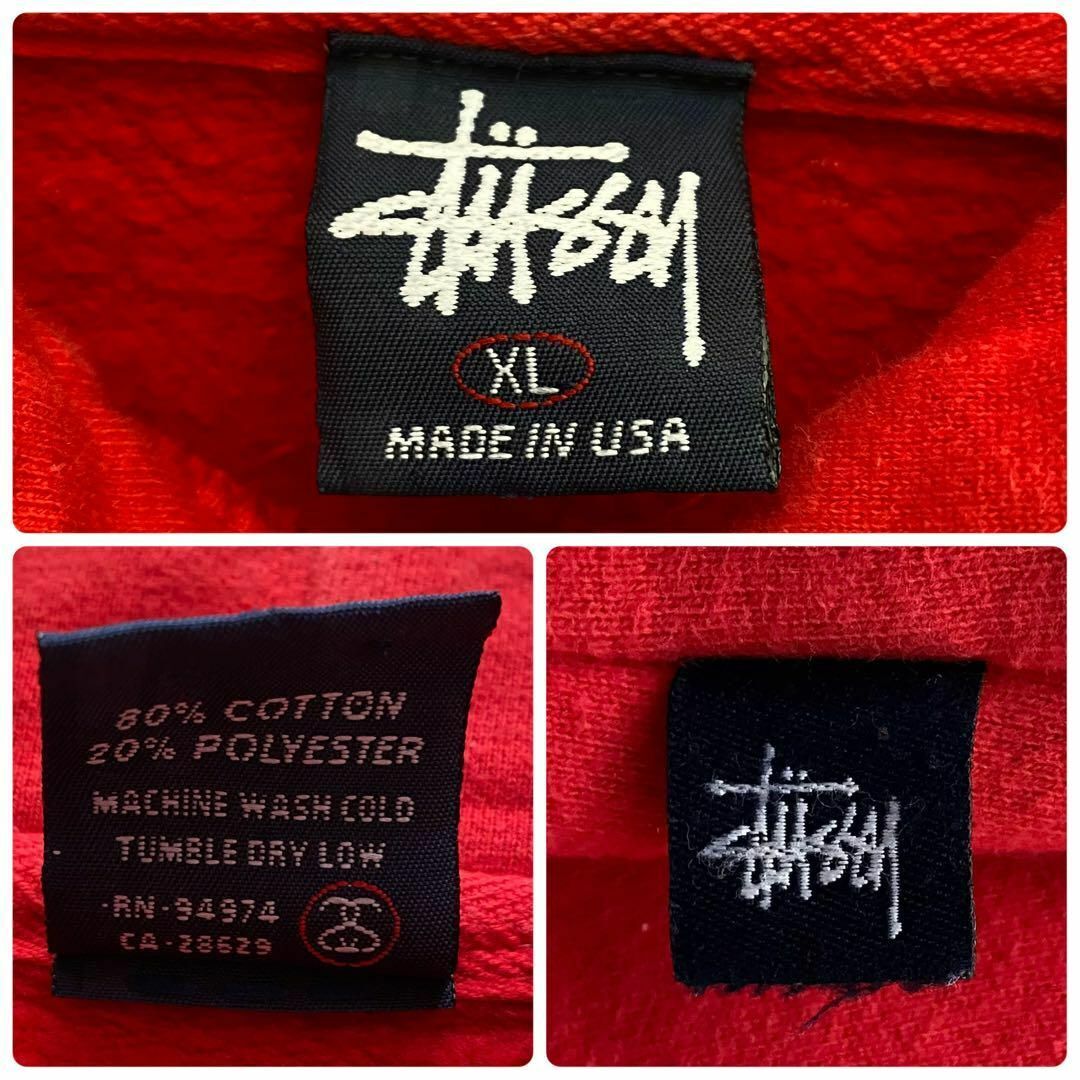 Stüssy
XL
MADE IN USA
80% COTTON
20% POLYESTER
MACHINE WASH COLD
TUMBLE DRY LOW
RN-94974
CA-28629
Stüssy